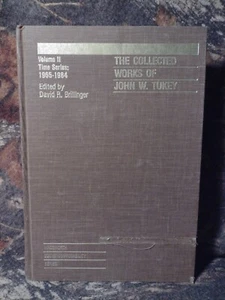 Volume II
Time Series:
1965-1984
Edited by
David R. Brillinger
THE COLLECTED
WORKS OF
JOHN W. TUKEY